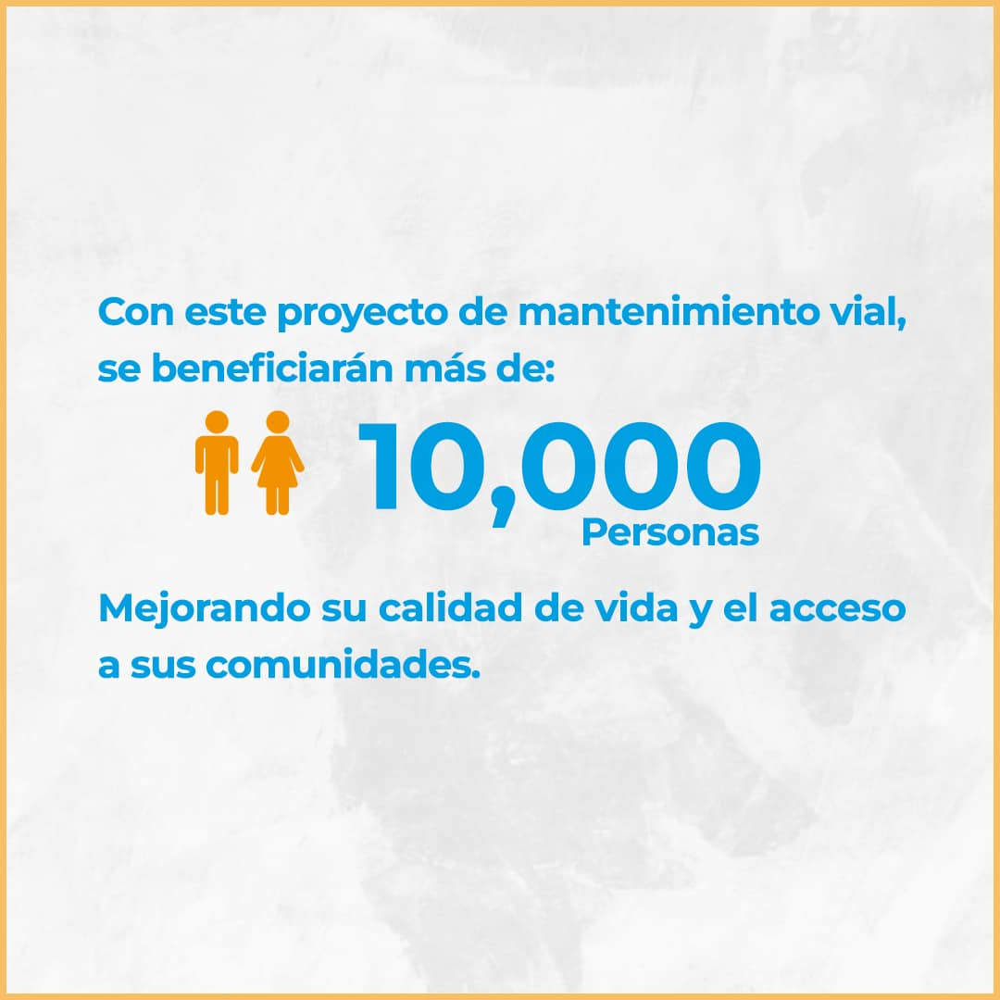 Con este proyecto de mantenimiento vial,
se beneficiarán más de:
10,000
Personas
Mejorando su calidad de vida y el acceso
a sus comunidades.